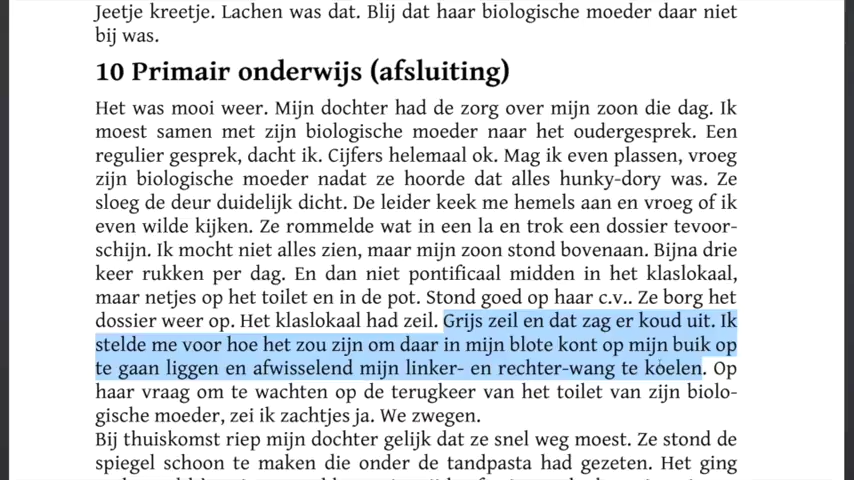 Jeetje kreetje. Lachen was dat. Blij dat haar biologische moeder daar niet
bij was.
10 Primair onderwijs (afsluiting)
Het was mooi weer. Mijn dochter had de zorg over mijn zoon die dag. Ik
moest samen met zijn biologische moeder naar het oudergesprek. Een
regulier gesprek, dacht ik. Cijfers helemaal ok. Mag ik even plassen, vroeg
zijn biologische moeder nadat ze hoorde dat alles hunky-dory was. Ze
sloeg de deur duidelijk dicht. De leider keek me hemels aan en vroeg of ik
even wilde kijken. Ze rommelde wat in een la en trok een dossier tevoor-
schijn. Ik mocht niet alles zien, maar mijn zoon stond bovenaan. Bijna drie
keer rukken per dag. En dan niet pontificaal midden in het klaslokaal,
maar netjes op het toilet en in de pot. Stond goed op haar c.v.. Ze borg het
dossier weer op. Het klaslokaal had zeil. Grijs zeil en dat zag er koud uit. Ik
stelde me voor hoe het zou zijn om daar in mijn blote kont op mijn buik op
te gaan liggen en afwisselend mijn linker- en rechter-wang te koelen. Op
haar vraag om te wachten op de terugkeer van het toilet van zijn biolo-
gische moeder, zei ik zachtjes ja. We zwegen.
Bij thuiskomst riep mijn dochter gelijk dat ze snel weg moest. Ze stond de
spiegel schoon te maken die onder de tandpasta had gezeten. Het ging